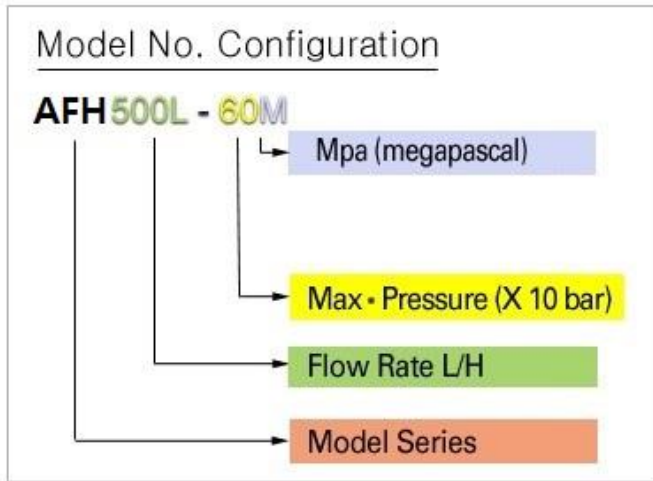 Model No. Configuration
AFH500L - 60M
Mpa (megapascal)
Max • Pressure (X 10 bar)
Flow Rate L/H
Model Series